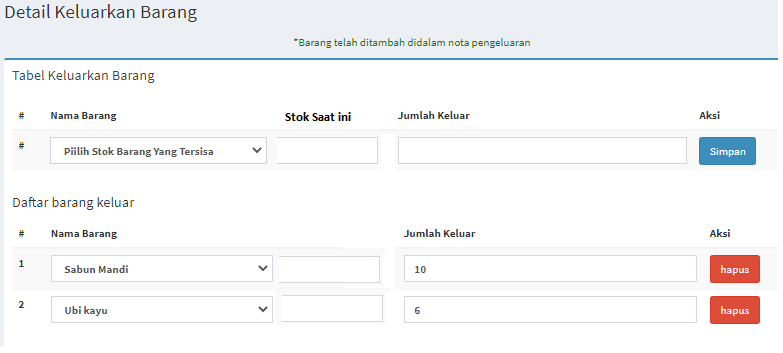 Detail Keluarkan Barang
*Barang telah ditambah didalam nota pengeluaran
Tabel Keluarkan Barang
# Nama Barang Stok Saat ini Jumlah Keluar Aksi
# Piilih Stok Barang Yang Tersisa Simpan
Daftar barang keluar
# Nama Barang Jumlah Keluar Aksi
1 Sabun Mandi 10 hapus
2 Ubi kayu 6 hapus